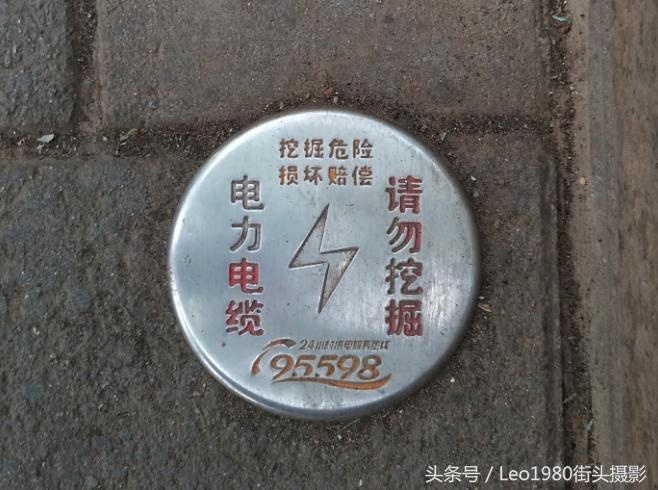 挖掘危险
损坏赔偿
电力电缆
请勿挖掘
24小时供电服务热线
95598
头条号 / Leo1980街头摄影